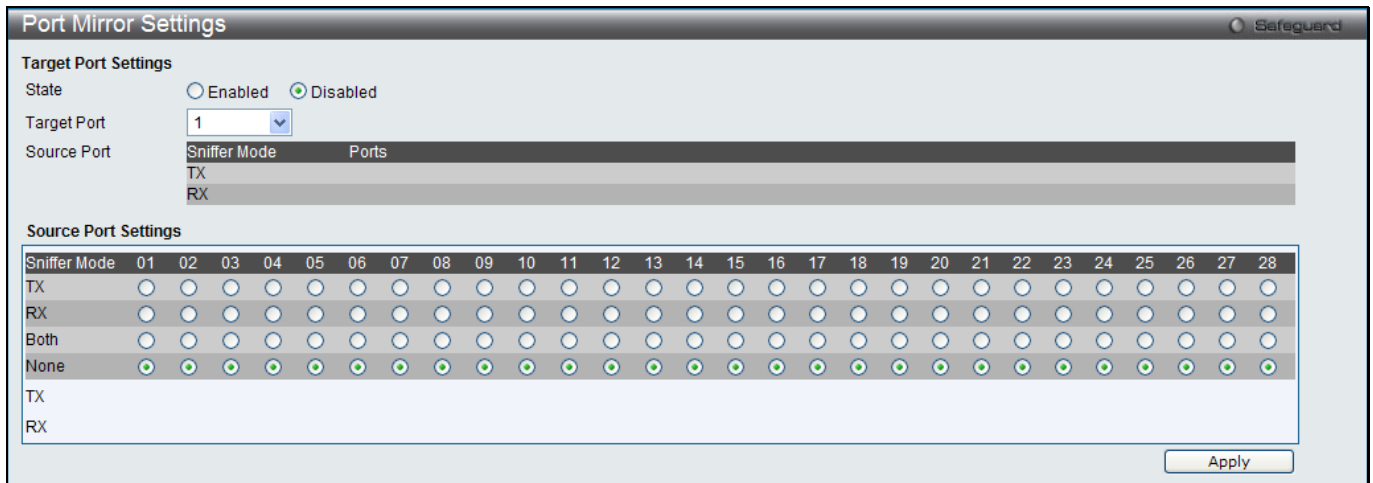 Port Mirror Settings Safeguard
Target Port Settings
State Enabled Disabled
Target Port 1
Source Port Sniffer Mode Ports
TX
RX
Source Port Settings
Sniffer Mode 01 02 03 04 05 06 07 08 09 10 11 12 13 14 15 16 17 18 19 20 21 22 23 24 25 26 27 28
TX
RX
Both
None
TX
RX
Apply